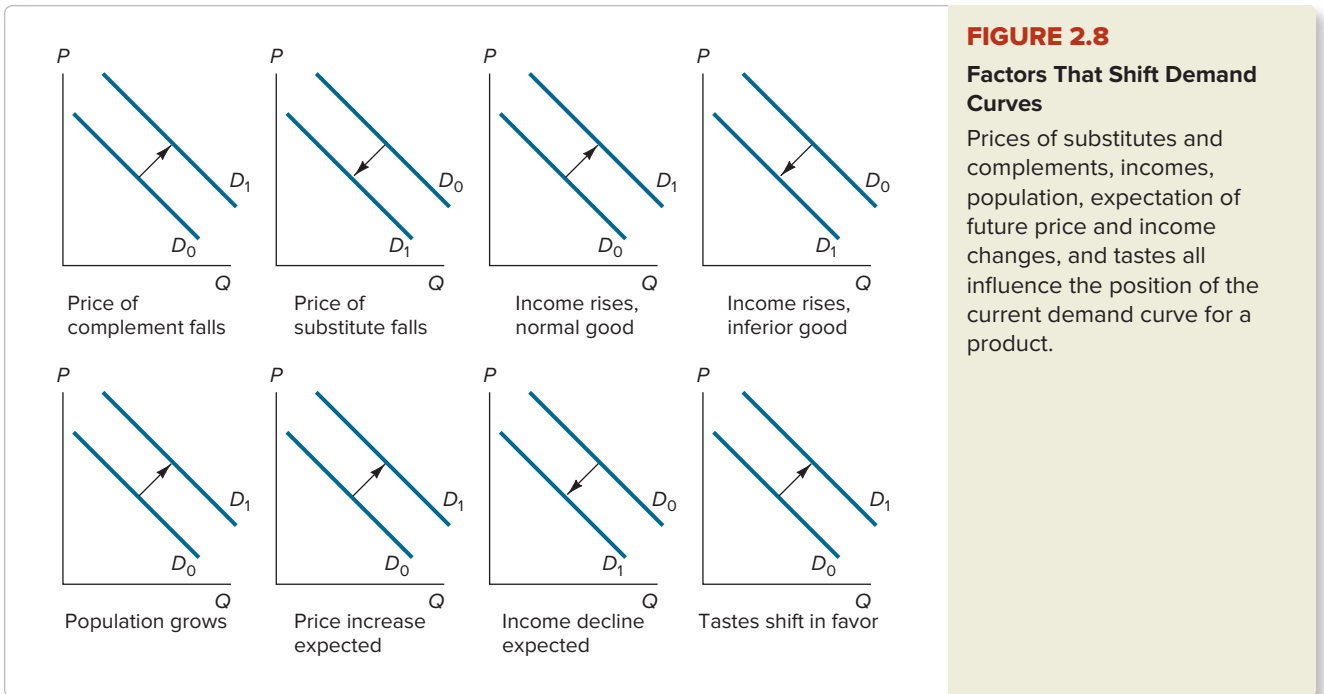 P
D1
D0
Q
Price of
complement falls
P
D0
D1
Q
Price of
substitute falls
P
D1
D0
Q
Income rises,
normal good
P
D0
D1
Q
Income rises,
inferior good
P
D1
D0
Q
Population grows
P
D1
D0
Q
Price increase
expected
P
D0
D1
Q
Income decline
expected
P
D1
D0
Q
Tastes shift in favor
FIGURE 2.8
Factors That Shift Demand
Curves
Prices of substitutes and
complements, incomes,
population, expectation of
future price and income
changes, and tastes all
influence the position of the
current demand curve for a
product.